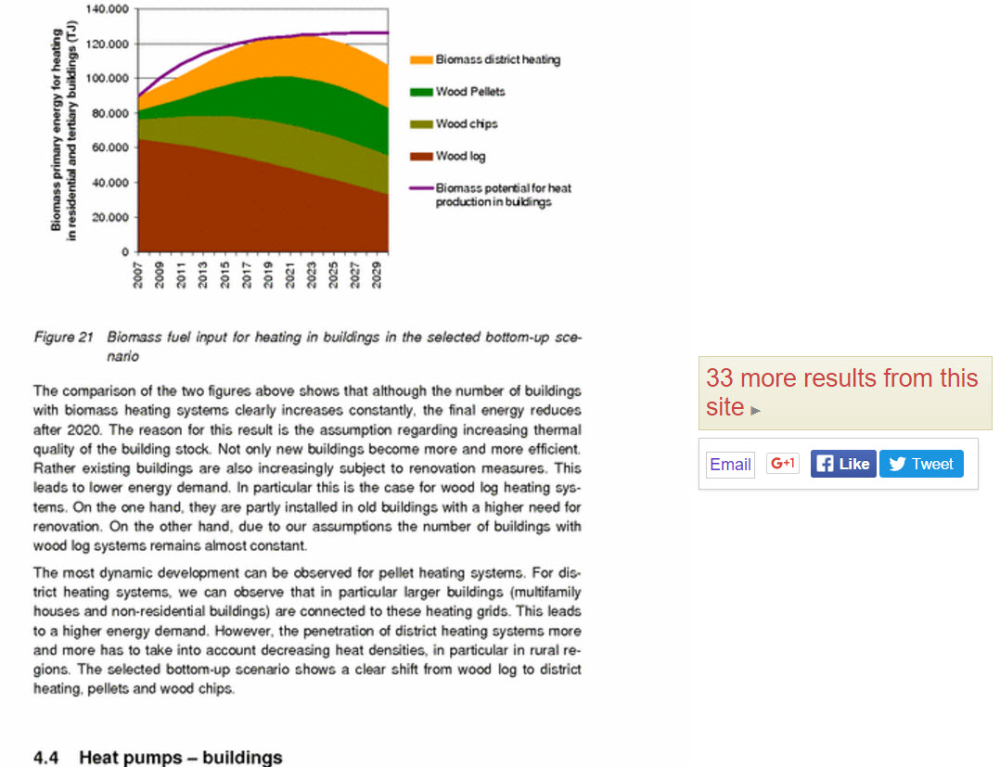 140.000
120.000
100.000
80.000
60.000
40.000
20.000
0
Biomass primary energy for heating
in residential and tertiary buildings (TJ)
2007
2009
2011
2013
2015
2017
2019
2021
2023
2025
2027
2029
Biomass district heating
Wood Pellets
Wood chips
Wood log
Biomass potential for heat
production in buildings
Figure 21 Biomass fuel input for heating in buildings in the selected bottom-up sce-
nario
The comparison of the two figures above shows that although the number of buildings
with biomass heating systems clearly increases constantly, the final energy reduces
after 2020. The reason for this result is the assumption regarding increasing thermal
quality of the building stock. Not only new buildings become more and more efficient.
Rather existing buildings are also increasingly subject to renovation measures. This
leads to lower energy demand. In particular this is the case for wood log heating sys-
tems. On the one hand, they are partly installed in old buildings with a higher need for
renovation. On the other hand, due to our assumptions the number of buildings with
wood log systems remains almost constant.
The most dynamic development can be observed for pellet heating systems. For dis-
trict heating systems, we can observe that in particular larger buildings (multifamily
houses and non-residential buildings) are connected to these heating grids. This leads
to a higher energy demand. However, the penetration of district heating systems more
and more has to take into account decreasing heat densities, in particular in rural re-
gions. The selected bottom-up scenario shows a clear shift from wood log to district
heating, pellets and wood chips.
4.4 Heat pumps – buildings
33 more results from this
site ▸
Email G+1 Like Tweet